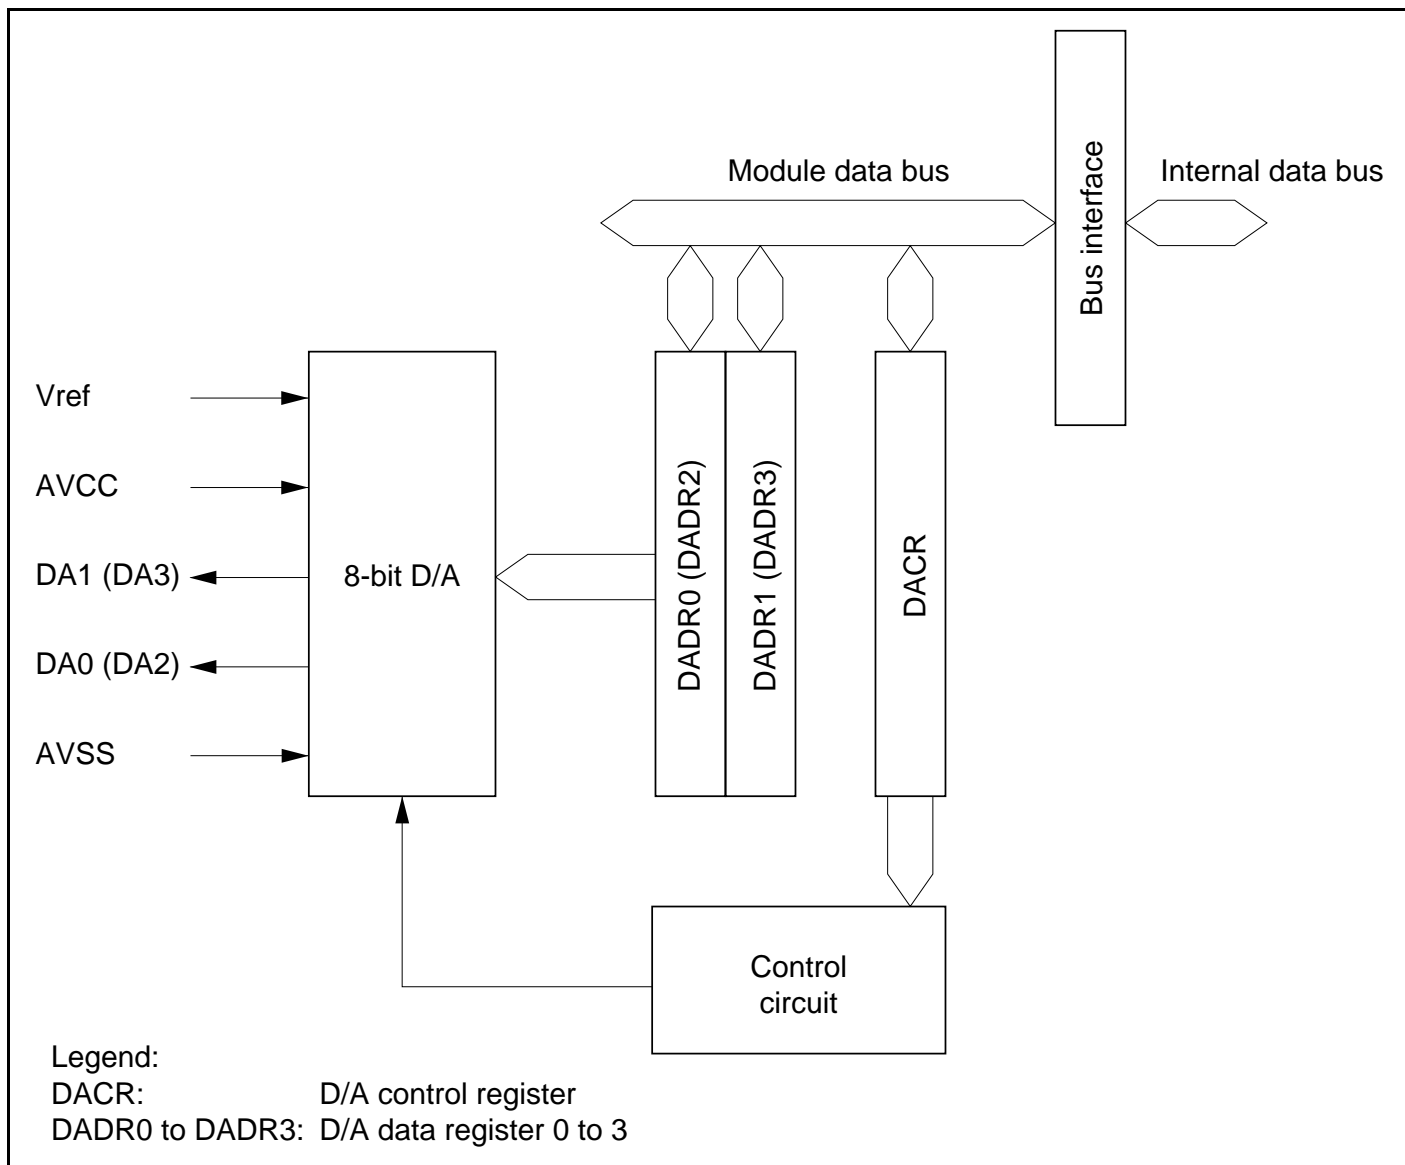 Module data bus
Internal data bus
Bus interface
Vref
AVCC
DA1 (DA3)
DA0 (DA2)
AVSS
8-bit D/A
DADR0 (DADR2)
DADR1 (DADR3)
DACR
Control
circuit
Legend:
DACR: D/A control register
DADR0 to DADR3: D/A data register 0 to 3